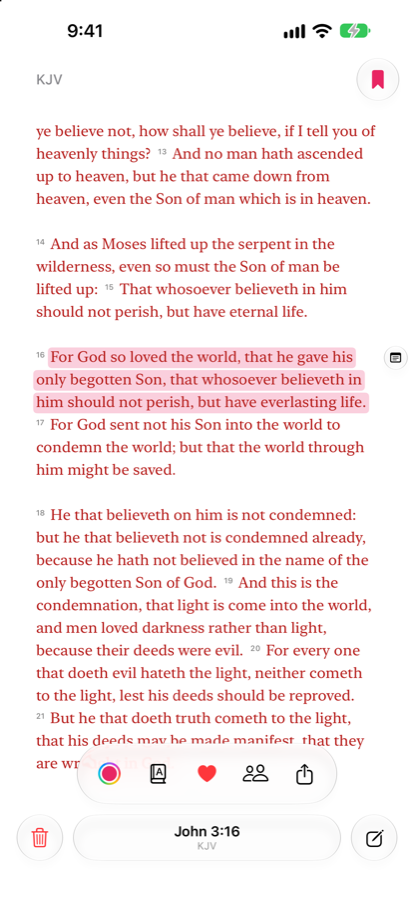 9:41
KJV
ye believe not, how shall ye believe, if I tell you of
heavenly things? 13 And no man hath ascended
up to heaven, but he that came down from
heaven, even the Son of man which is in heaven.
14 And as Moses lifted up the serpent in the
wilderness, even so must the Son of man be
lifted up: 15 That whosoever believeth in him
should not perish, but have eternal life.
16 For God so loved the world, that he gave his
only begotten Son, that whosoever believeth in
him should not perish, but have everlasting life.
17 For God sent not his Son into the world to
condemn the world; but that the world through
him might be saved.
18 He that believeth on him is not condemned:
but he that believeth not is condemned already,
because he hath not believed in the name of the
only begotten Son of God. 19 And this is the
condemnation, that light is come into the world,
and men loved darkness rather than light,
because their deeds were evil. 20 For every one
that doeth evil hateth the light, neither cometh
to the light, lest his deeds should be reproved.
21 But he that doeth truth cometh to the light,
that his deeds may be made manifest, that they
are
A
John 3:16
KJV